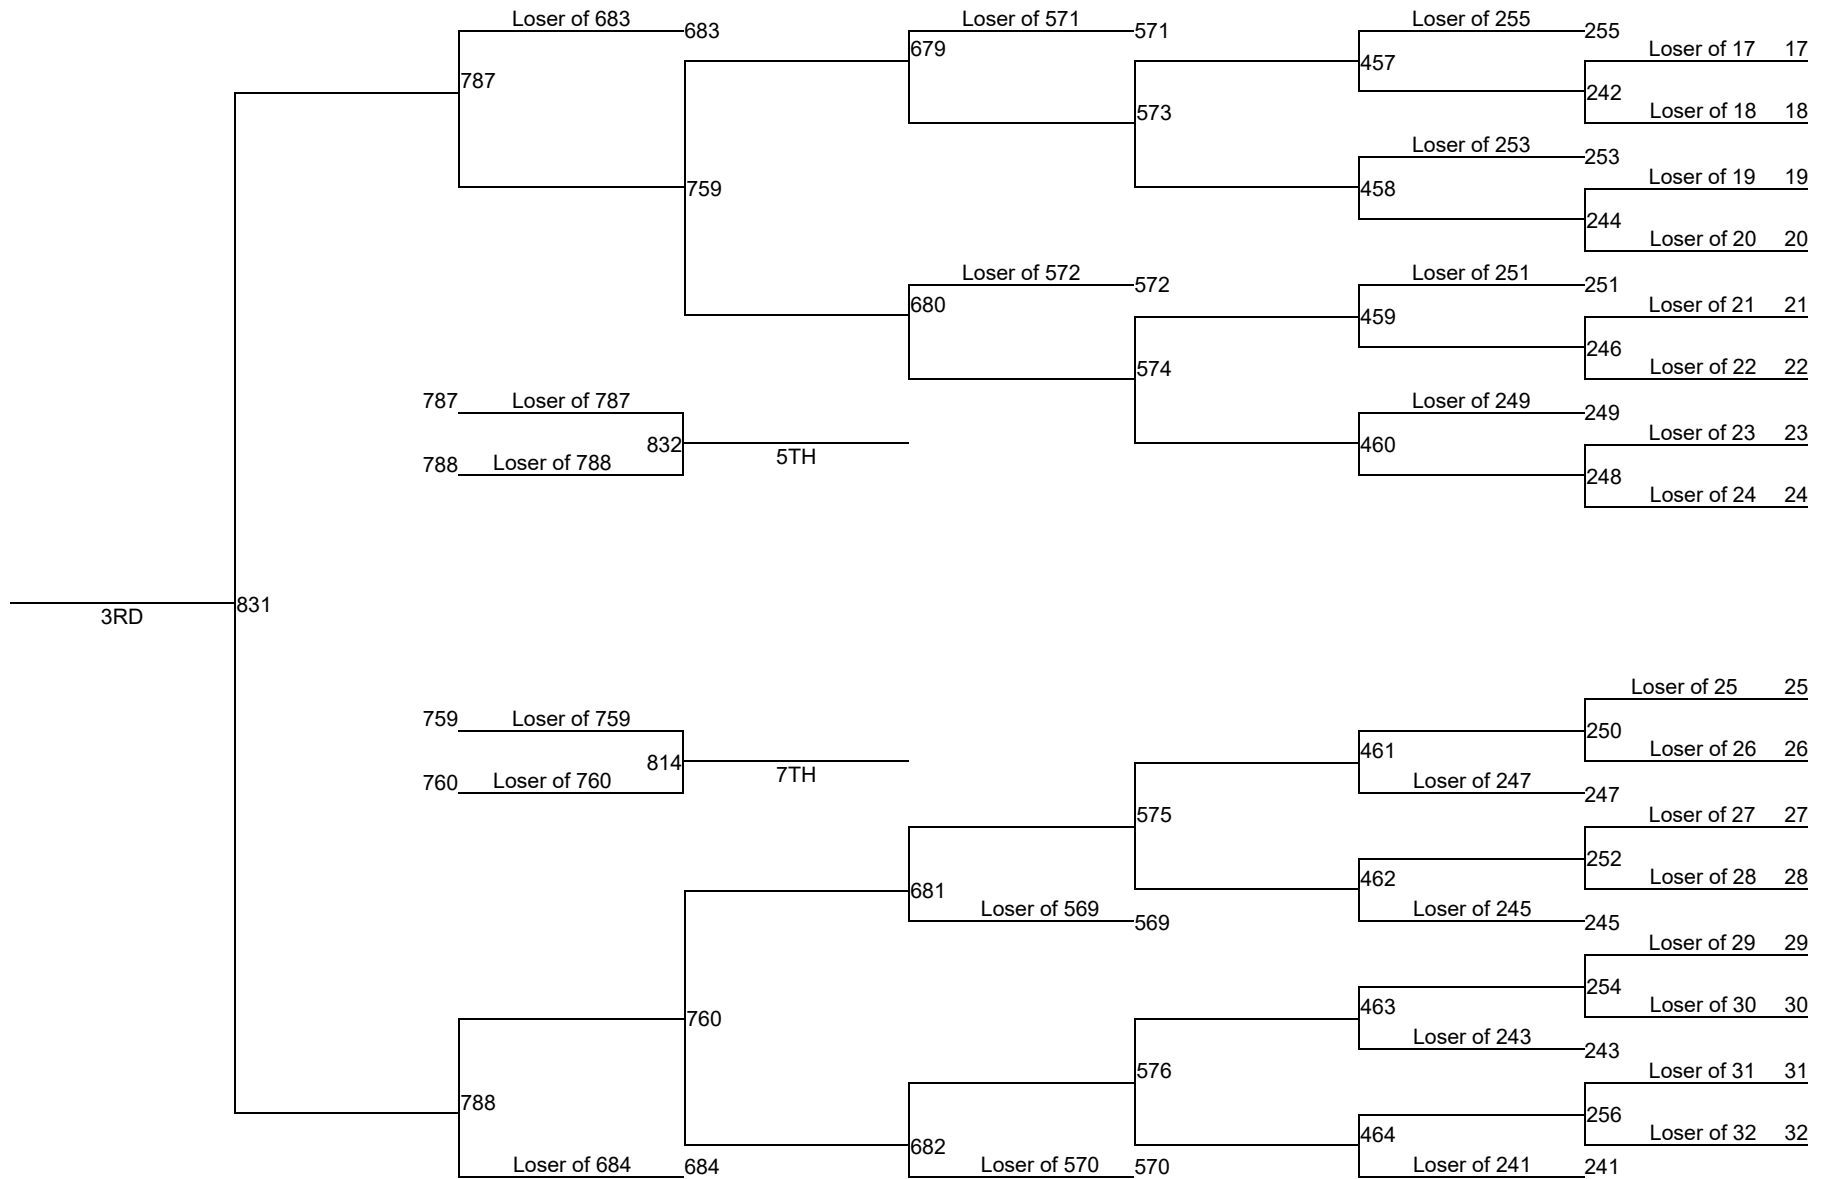 Loser of 683 683 Loser of 571 571 Loser of 255 255
679 Loser of 17 17
787 457
242
573 Loser of 18 18
Loser of 253 253
759 458 Loser of 19 19
244
Loser of 20 20
Loser of 572 572 Loser of 251 251
680 459 Loser of 21 21
246
574 Loser of 22 22
787 Loser of 787 Loser of 249 249
832 5TH 460 Loser of 23 23
788 Loser of 788 248
Loser of 24 24
3RD 831
Loser of 25 25
759 Loser of 759 250
814 7TH 461 Loser of 26 26
760 Loser of 760 Loser of 247 247
575 Loser of 27 27
252
681 462 Loser of 28 28
Loser of 569 569 Loser of 245 245
Loser of 29 29
254
760 463 Loser of 30 30
Loser of 243 243
576 Loser of 31 31
788 256
682 464 Loser of 32 32
Loser of 684 684 Loser of 570 570 Loser of 241 241